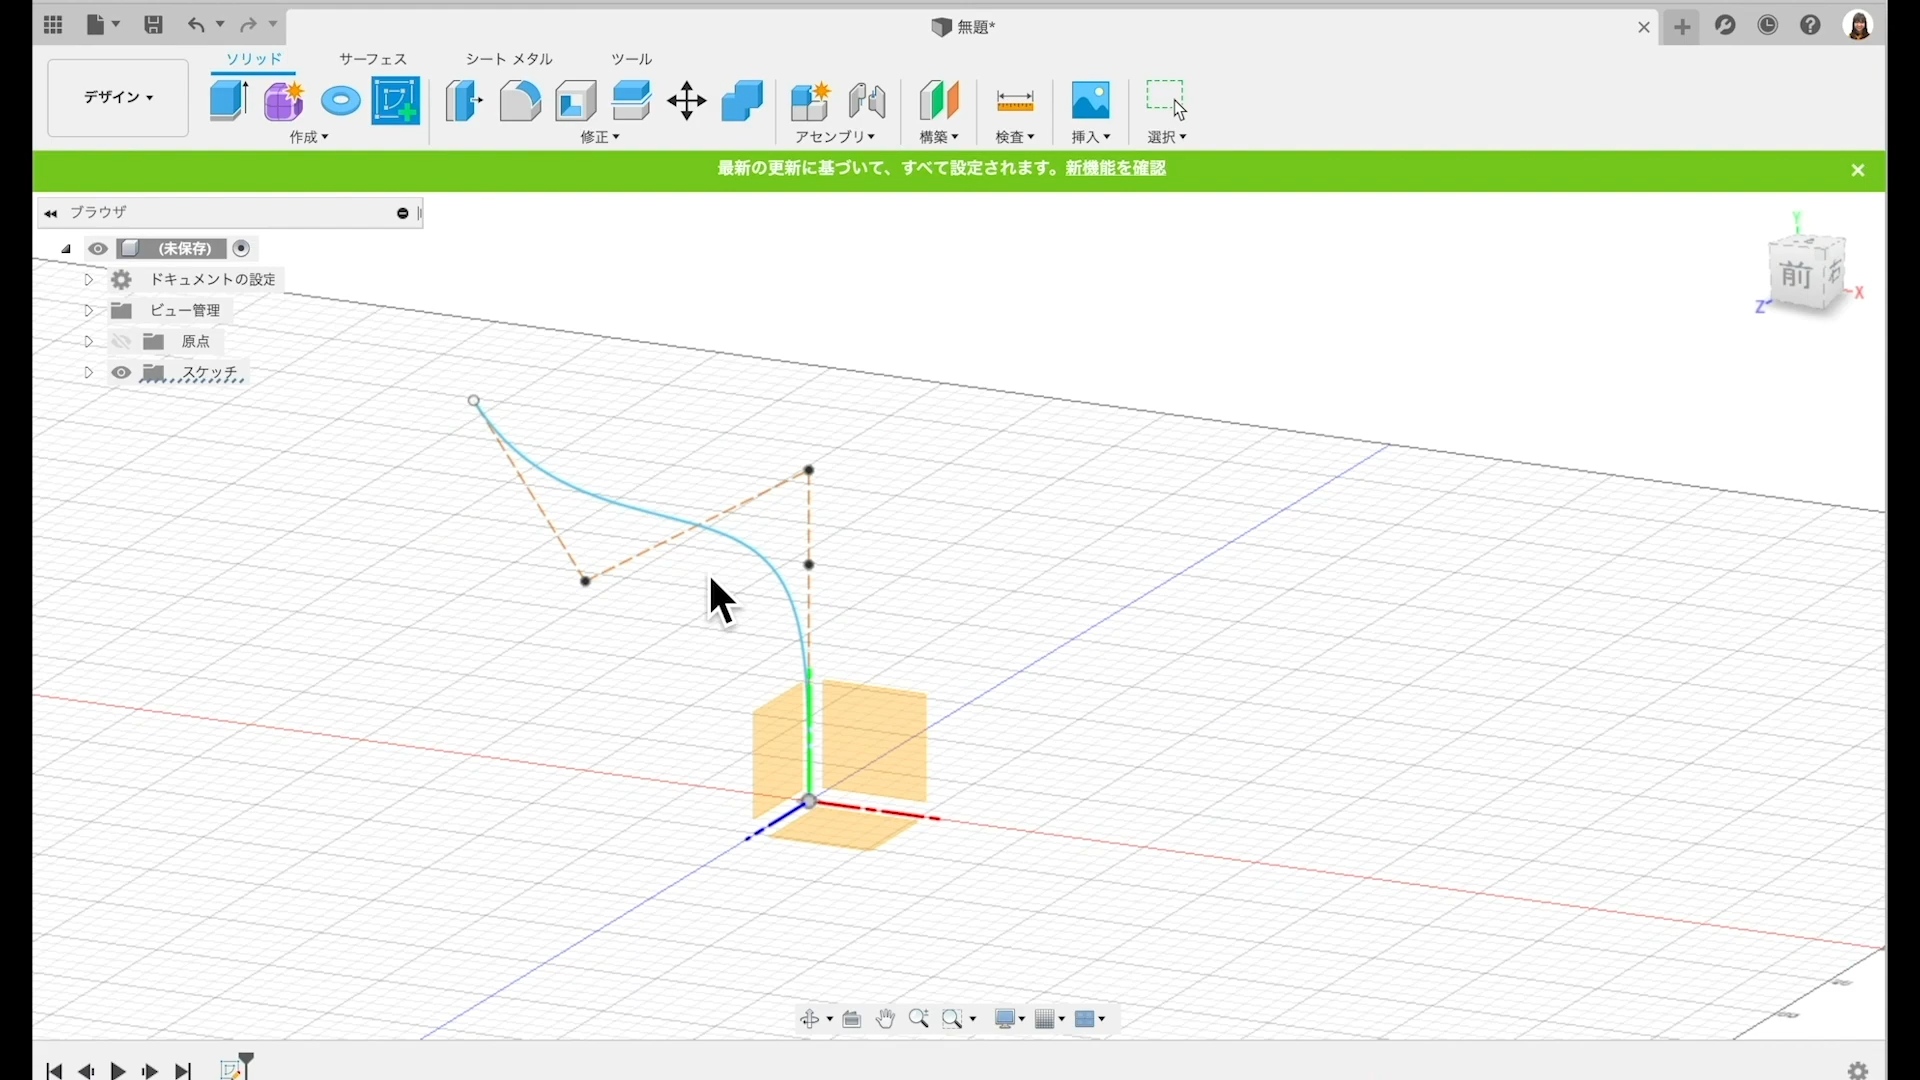 無題*
ソリッド サーフェス シート メタル ツール
デザイン
作成 修正 アセンブリ 構築 検査 挿入 選択
最新の更新に基づいて、すべて設定されます。新機能を確認
ブラウザ
(未保存)
ドキュメントの設定
ビュー管理
原点
スケッチ
Y
前 右
Z X